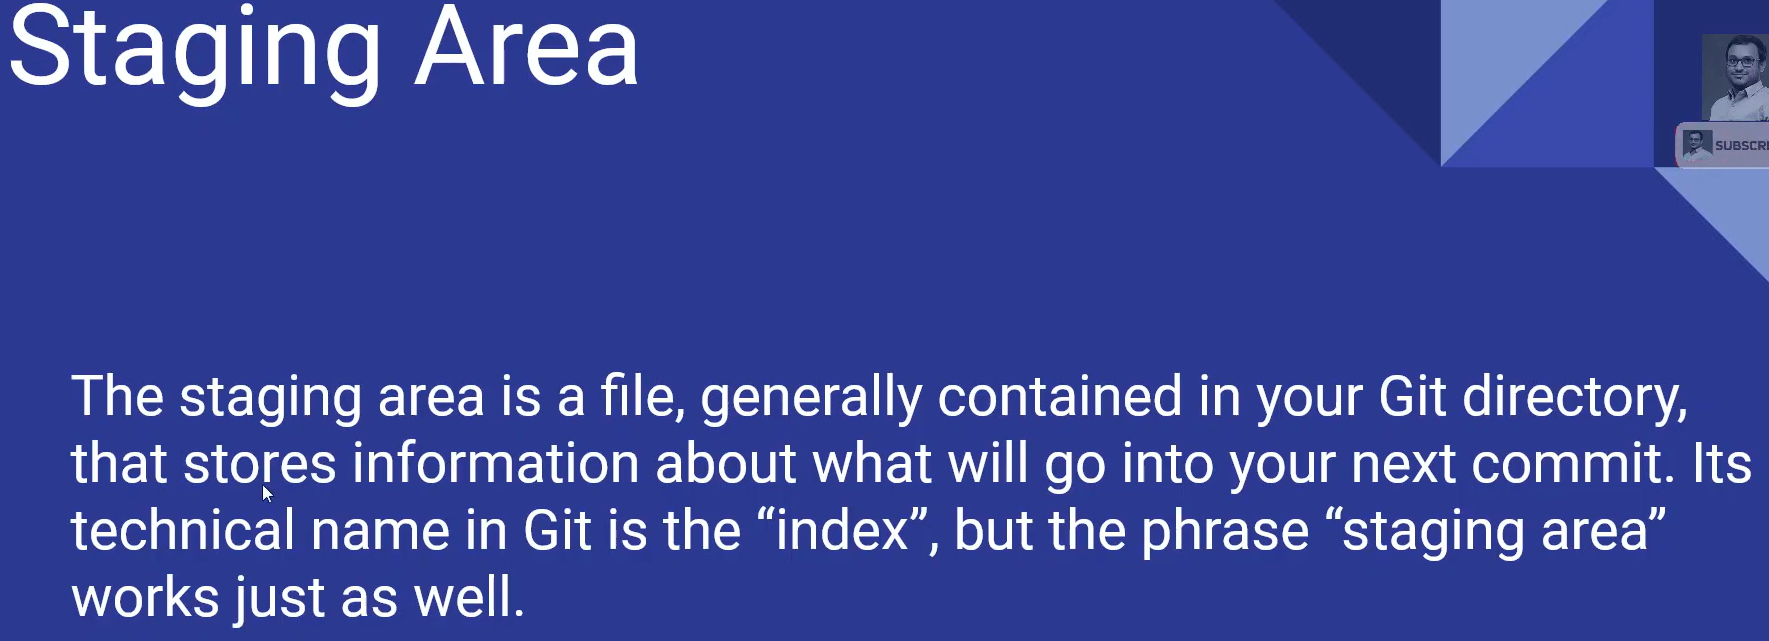 Staging Area
SUBSCRI
The staging area is a file, generally contained in your Git directory,
that stores information about what will go into your next commit. Its
technical name in Git is the “index”, but the phrase “staging area”
works just as well.